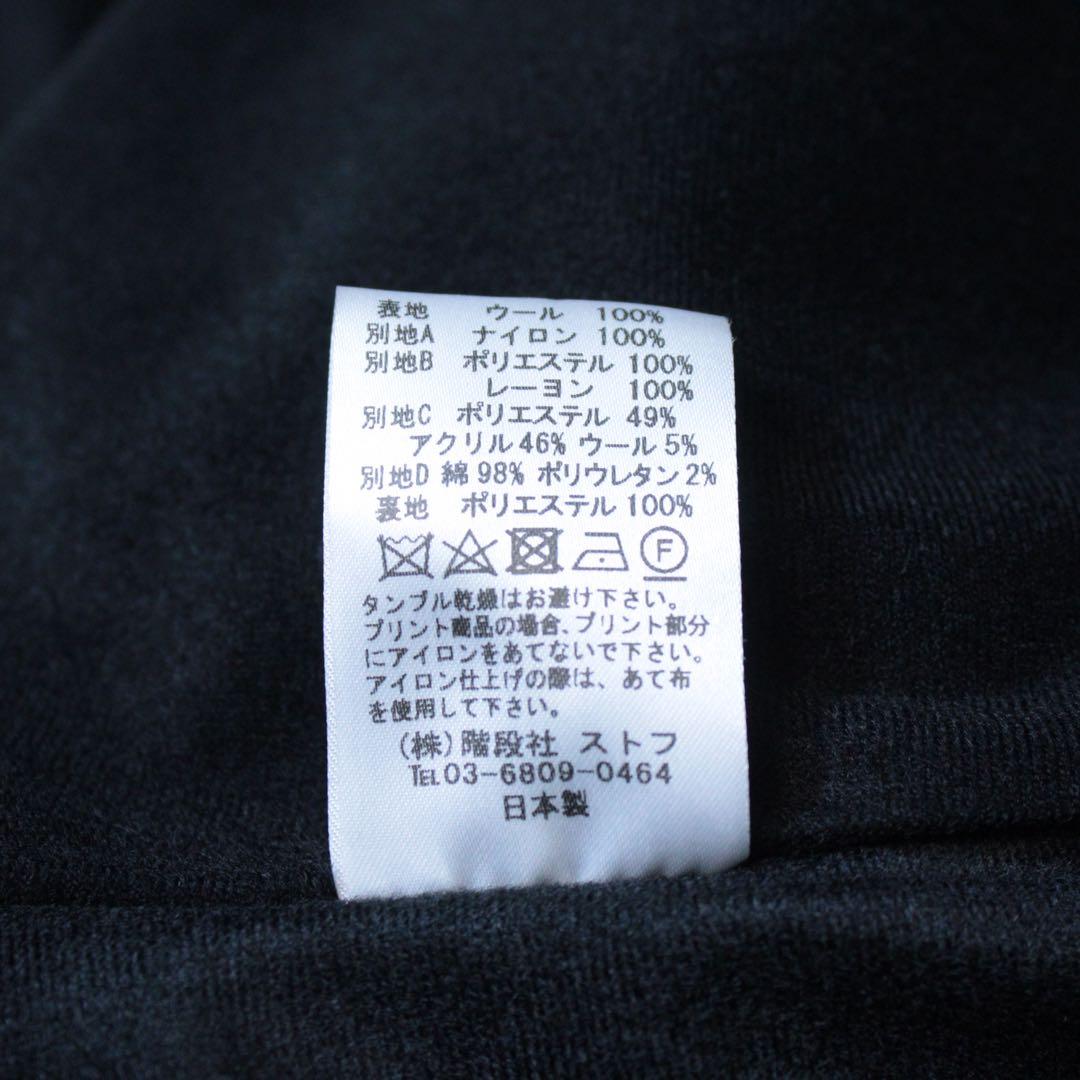 表地 ウール 100%
別地A ナイロン 100%
別地B ポリエステル 100%
レーヨン 100%
別地C ポリエステル 49%
アクリル46% ウール5%
別地D 綿98% ポリウレタン2%
裏地 ポリエステル100%
F
タンブル乾燥はお避け下さい。
プリント商品の場合、プリント部分
にアイロンをあてないで下さい。
アイロン仕上げの際は、あて布
を使用して下さい。
(株)階段社 ストフ
TEL03-6809-0464
日本製